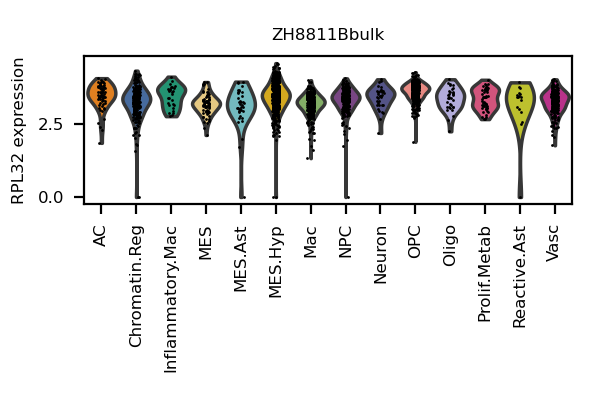 ZH8811Bbulk
RPL32 expression
2.5
0.0
AC
Chromatin.Reg
Inflammatory.Mac
MES
MES.Ast
MES.Hyp
Mac
NPC
Neuron
OPC
Oligo
Prolif.Metab
Reactive.Ast
Vasc